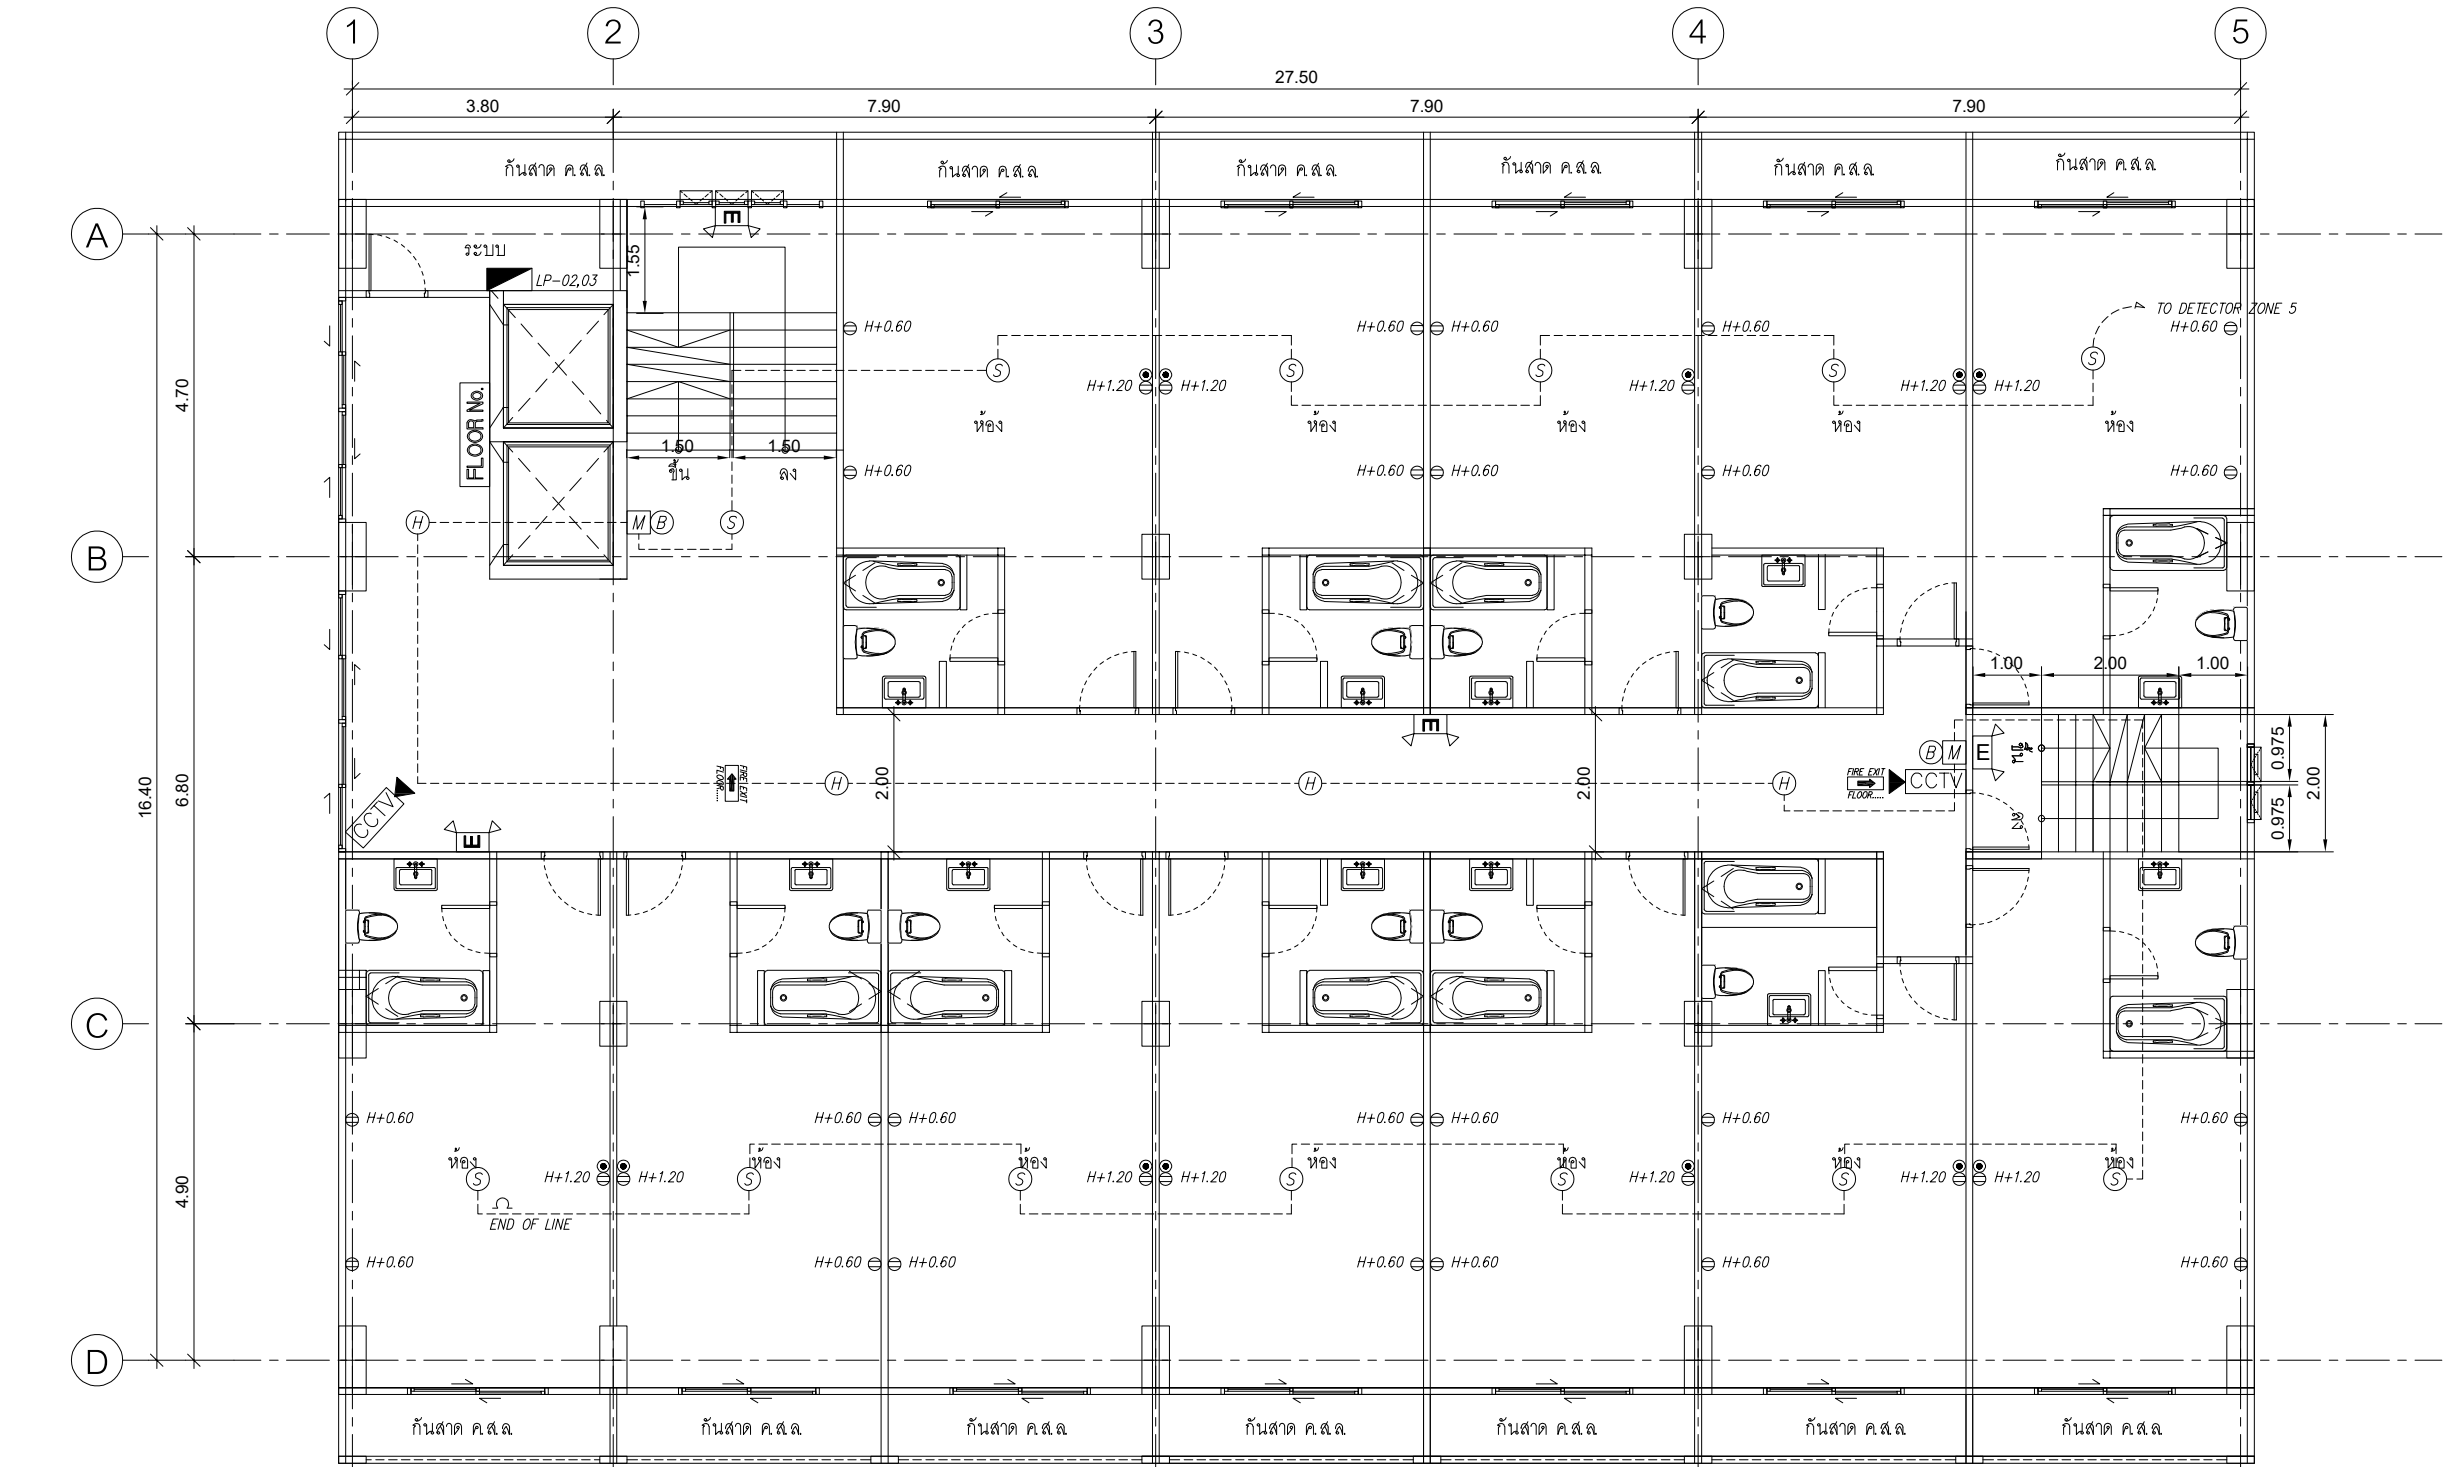 1 2 3 4 5
27.50
3.80 7.90 7.90 7.90
กันสาด ค.ส.ล. กันสาด ค.ส.ล. กันสาด ค.ส.ล. กันสาด ค.ส.ล. กันสาด ค.ส.ล. กันสาด ค.ส.ล.
A
E
ระบบ
1.55
LP-02,03
TO DETECTOR ZONE 5
H+0.60 H+0.60 H+0.60 H+0.60 H+0.60
S S S S S
H+1.20 H+1.20 H+1.20 H+1.20 H+1.20
4.70
FLOOR No.
ห้อง ห้อง ห้อง ห้อง ห้อง
1.50 1.50
ขึ้น ลง
H+0.60 H+0.60 H+0.60 H+0.60 H+0.60
H M B S
B
1.00 2.00 1.00
E
B M E ขึ้น 0.975
16.40 6.80
FIRE EXIT
FLOOR.....
H 2.00 H 2.00 H
FIRE EXIT
FLOOR.....
CCTV
2.00
CCTV
ลง 0.975
E
C
H+0.60 H+0.60 H+0.60 H+0.60 H+0.60 H+0.60 H+0.60
ห้อง ห้อง ห้อง ห้อง ห้อง ห้อง ห้อง
S H+1.20 H+1.20 S S H+1.20 H+1.20 S S H+1.20 S H+1.20 H+1.20 S
4.90
END OF LINE
H+0.60 H+0.60 H+0.60 H+0.60 H+0.60 H+0.60 H+0.60
D
กันสาด ค.ส.ล. กันสาด ค.ส.ล. กันสาด ค.ส.ล. กันสาด ค.ส.ล. กันสาด ค.ส.ล. กันสาด ค.ส.ล. กันสาด ค.ส.ล.